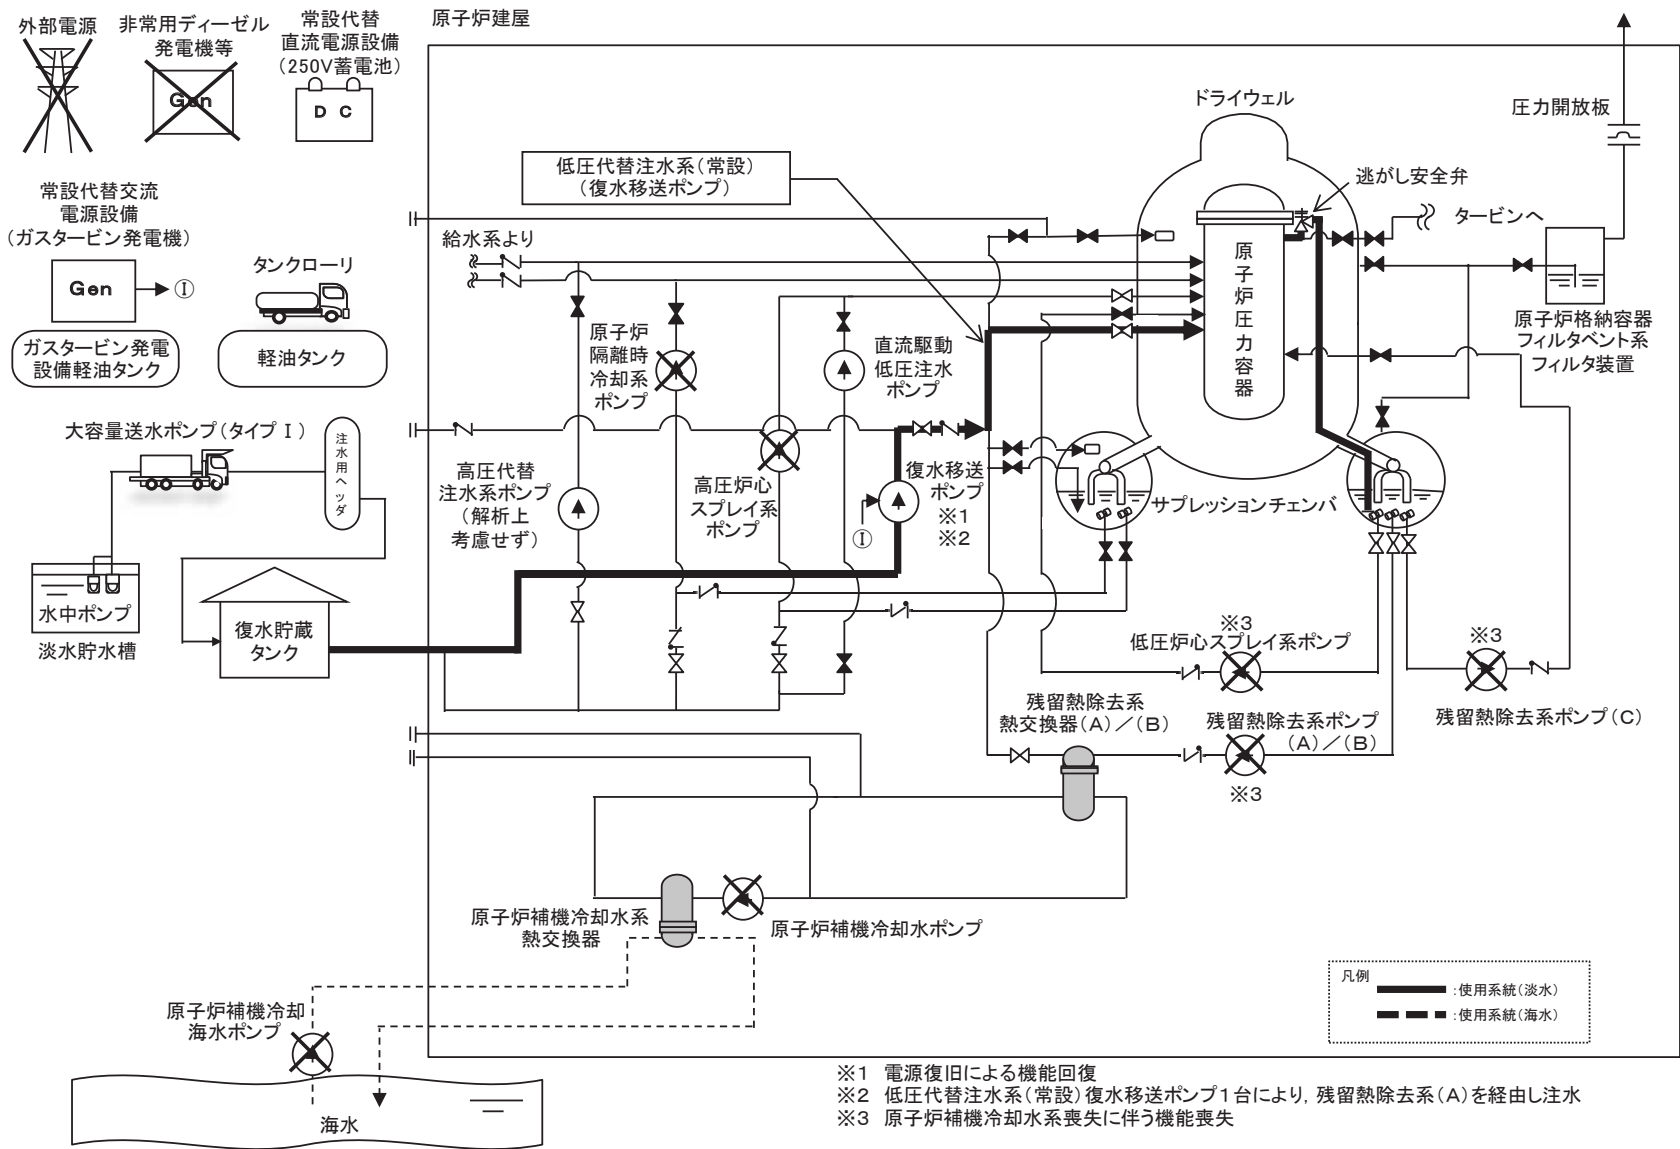 外部電源
非常用ディーゼル
発電機等
Gen
常設代替
直流電源設備
（250V蓄電池）
D C
原子炉建屋
ドライウェル
圧力開放板
低圧代替注水系（常設）
（復水移送ポンプ）
逃がし安全弁
タービンへ
常設代替交流
電源設備
（ガスタービン発電機）
Gen
Ⓘ
タンクローリ
ガスタービン発電
設備軽油タンク
軽油タンク
給水系より
原子炉圧力容器
原子炉
隔離時
冷却系
ポンプ
直流駆動
低圧注水
ポンプ
原子炉格納容器
フィルタベント系
フィルタ装置
大容量送水ポンプ（タイプⅠ）
注水用ヘッダ
高圧代替
注水系ポンプ
（解析上
考慮せず）
高圧炉心
スプレイ系
ポンプ
復水移送
ポンプ
※1
※2
Ⓘ
サプレッションチェンバ
水中ポンプ
淡水貯水槽
復水貯蔵
タンク
※3
低圧炉心スプレイ系ポンプ
※3
残留熱除去系ポンプ（C）
残留熱除去系
熱交換器（A）／（B）
残留熱除去系ポンプ
（A）／（B）
※3
原子炉補機冷却水系
熱交換器
原子炉補機冷却水ポンプ
原子炉補機冷却
海水ポンプ
海水
凡例
：使用系統（淡水）
：使用系統（海水）
※1 電源復旧による機能回復
※2 低圧代替注水系（常設）復水移送ポンプ１台により，残留熱除去系（A）を経由し注水
※3 原子炉補機冷却水系喪失に伴う機能喪失